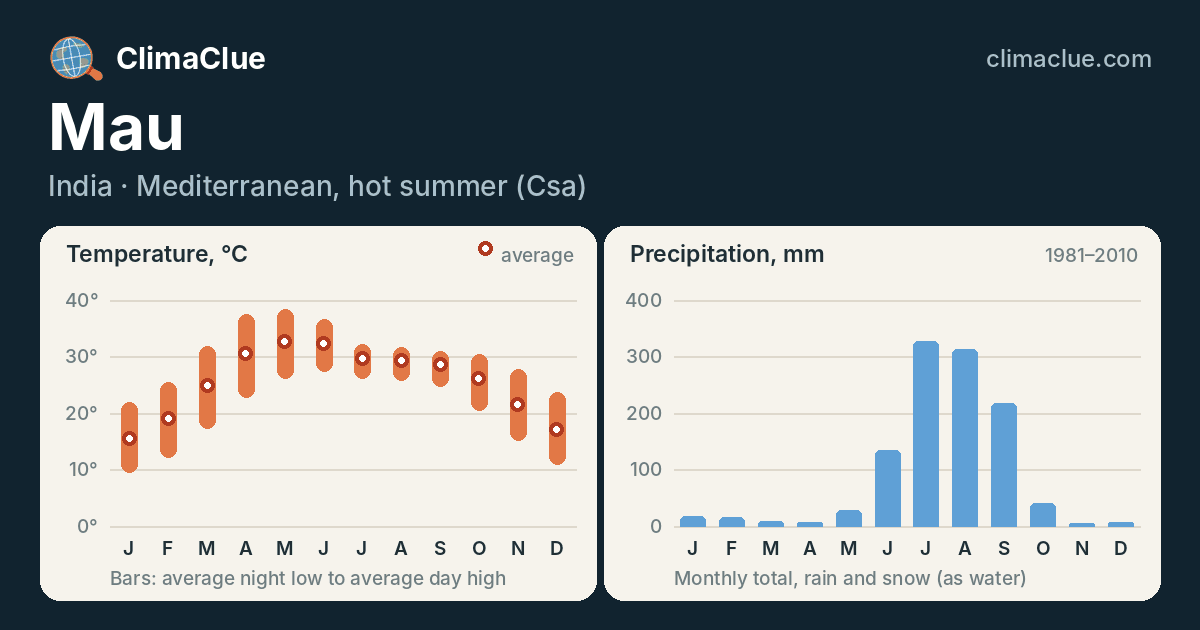 ClimaClue
climaclue.com
Mau
India · Mediterranean, hot summer (Csa)
Temperature, °C
average
40°
30°
20°
10°
0°
J F M A M J J A S O N D
Bars: average night low to average day high
Precipitation, mm
1981–2010
400
300
200
100
0
J F M A M J J A S O N D
Monthly total, rain and snow (as water)